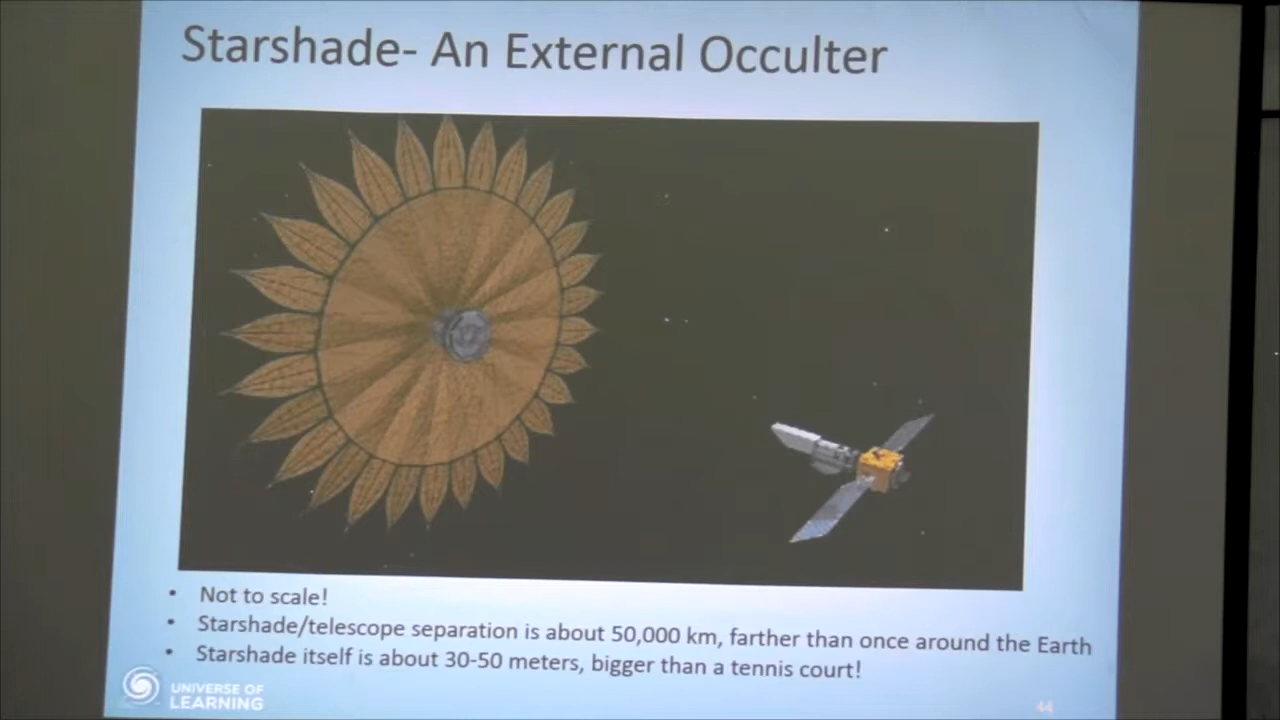 Starshade- An External Occulter
• Not to scale!
• Starshade/telescope separation is about 50,000 km, farther than once around the Earth
• Starshade itself is about 30-50 meters, bigger than a tennis court!
UNIVERSE OF
LEARNING
44